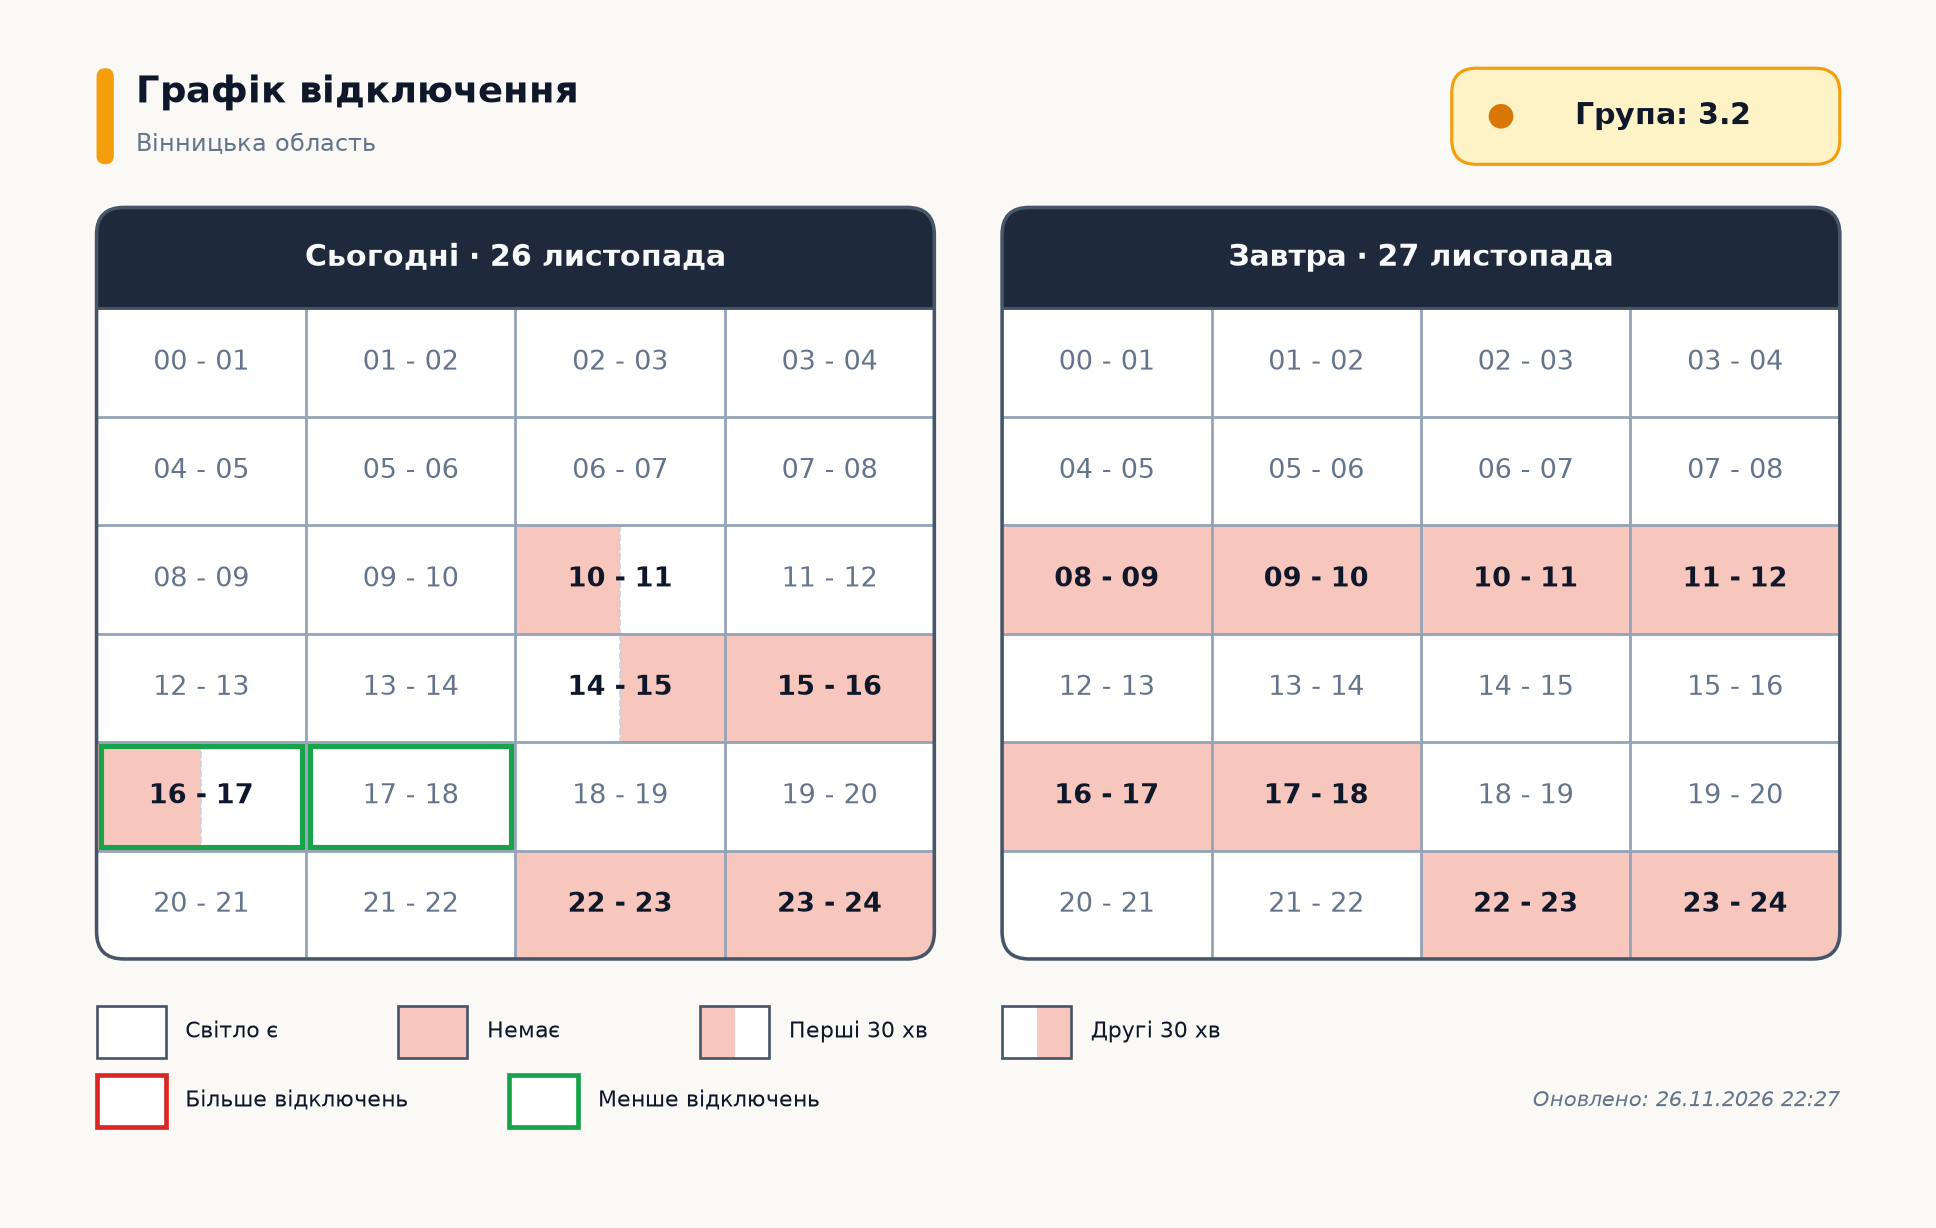 Графік відключення
Вінницька область
Група: 3.2
Сьогодні · 26 листопада
00 - 01 01 - 02 02 - 03 03 - 04
04 - 05 05 - 06 06 - 07 07 - 08
08 - 09 09 - 10 10 - 11 11 - 12
12 - 13 13 - 14 14 - 15 15 - 16
16 - 17 17 - 18 18 - 19 19 - 20
20 - 21 21 - 22 22 - 23 23 - 24
Завтра · 27 листопада
00 - 01 01 - 02 02 - 03 03 - 04
04 - 05 05 - 06 06 - 07 07 - 08
08 - 09 09 - 10 10 - 11 11 - 12
12 - 13 13 - 14 14 - 15 15 - 16
16 - 17 17 - 18 18 - 19 19 - 20
20 - 21 21 - 22 22 - 23 23 - 24
Світло є Немає Перші 30 хв Другі 30 хв
Більше відключень Менше відключень
Оновлено: 26.11.2026 22:27